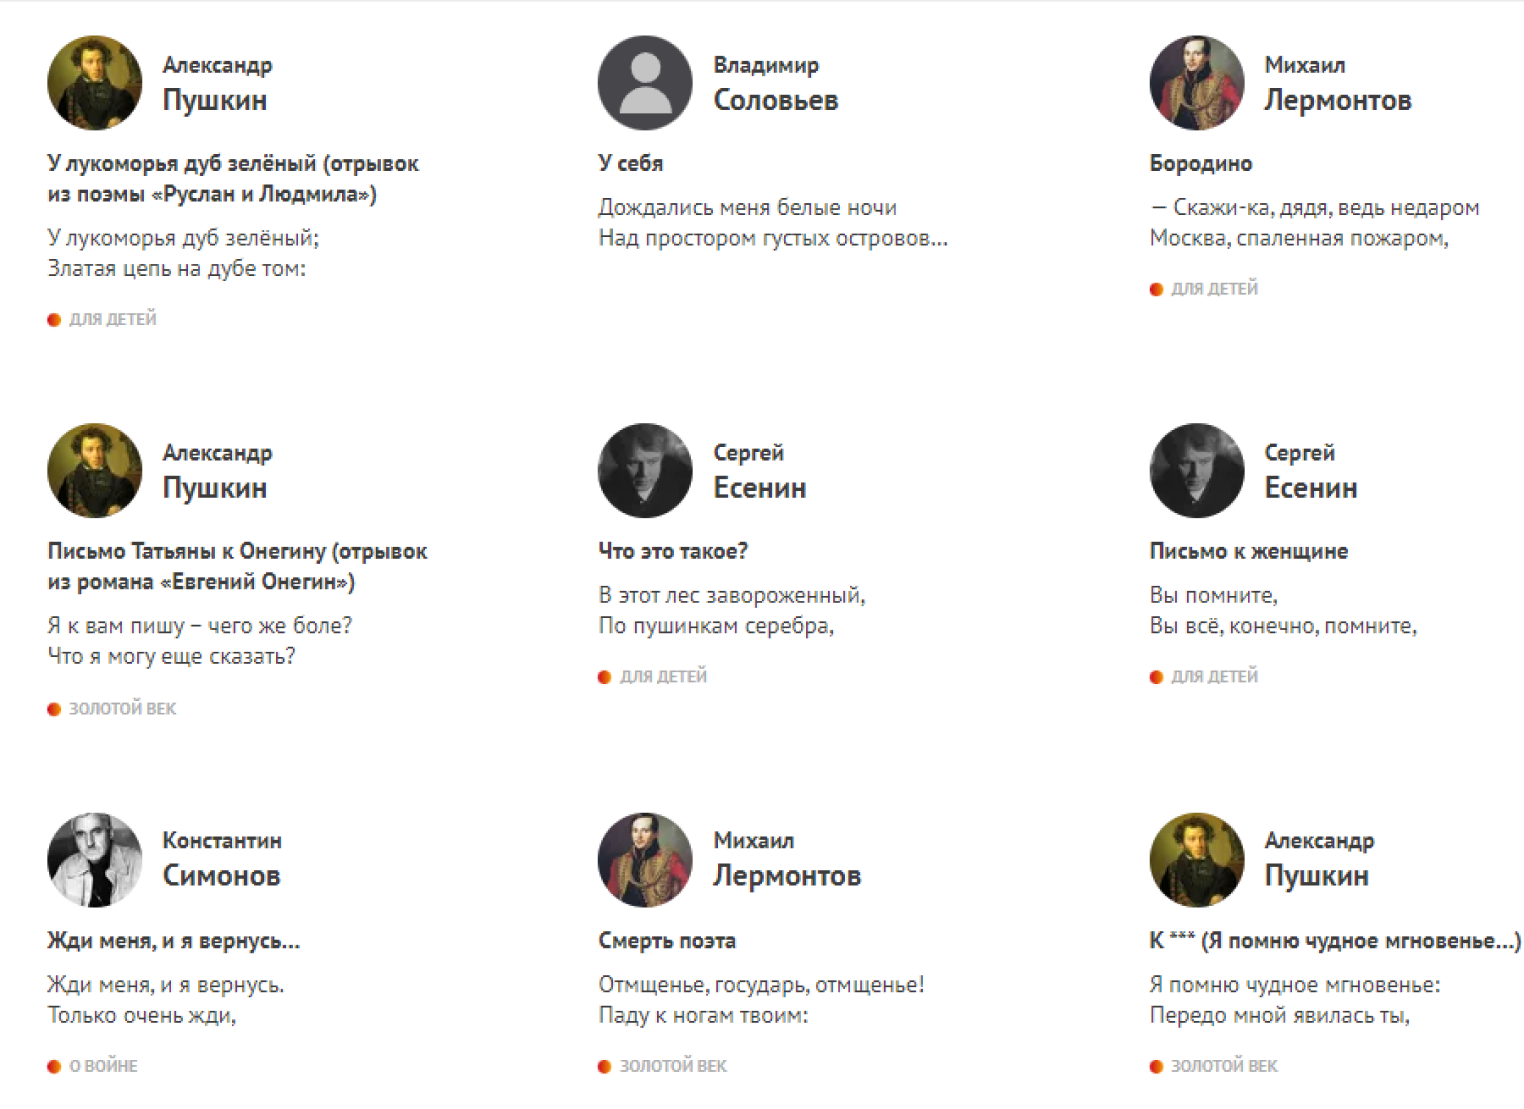 Александр
Пушкин
У лукоморья дуб зелёный (отрывок
из поэмы «Руслан и Людмила»)
У лукоморья дуб зелёный;
Златая цепь на дубе том:
ДЛЯ ДЕТЕЙ
Владимир
Соловьев
У себя
Дождались меня белые ночи
Над простором густых островов...
Михаил
Лермонтов
Бородино
— Скажи-ка, дядя, ведь недаром
Москва, спаленная пожаром,
ДЛЯ ДЕТЕЙ
Александр
Пушкин
Письмо Татьяны к Онегину (отрывок
из романа «Евгений Онегин»)
Я к вам пишу – чего же боле?
Что я могу еще сказать?
ЗОЛОТОЙ ВЕК
Сергей
Есенин
Что это такое?
В этот лес завороженный,
По пушинкам серебра,
ДЛЯ ДЕТЕЙ
Сергей
Есенин
Письмо к женщине
Вы помните,
Вы всё, конечно, помните,
ДЛЯ ДЕТЕЙ
Константин
Симонов
Жди меня, и я вернусь...
Жди меня, и я вернусь.
Только очень жди,
О ВОЙНЕ
Михаил
Лермонтов
Смерть поэта
Отмщенье, государь, отмщенье!
Паду к ногам твоим:
ЗОЛОТОЙ ВЕК
Александр
Пушкин
К *** (Я помню чудное мгновенье...)
Я помню чудное мгновенье:
Передо мной явилась ты,
ЗОЛОТОЙ ВЕК